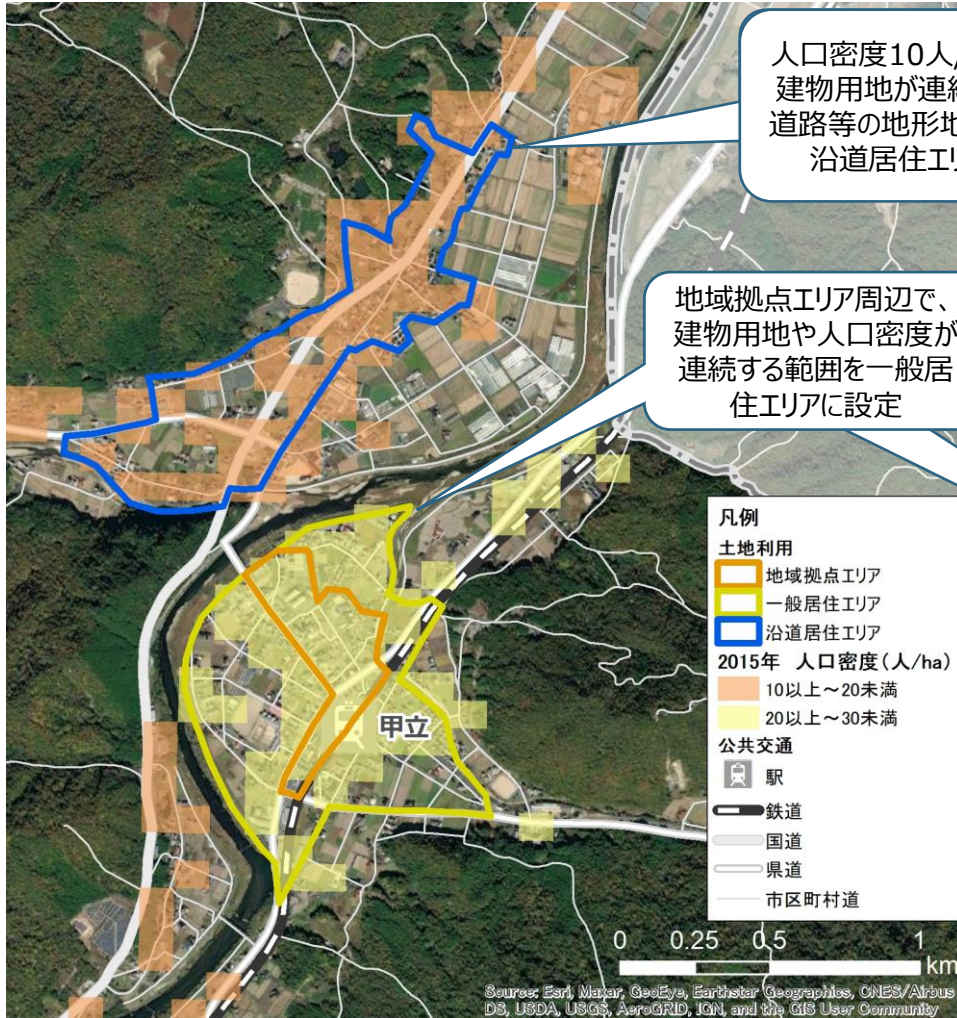 人口密度10人/
建物用地が連続
道路等の地形地
沿道居住エリ
地域拠点エリア周辺で、
建物用地や人口密度が
連続する範囲を一般居
住エリアに設定
甲立
凡例
土地利用
地域拠点エリア
一般居住エリア
沿道居住エリア
2015年 人口密度(人/ha)
10以上～20未満
20以上～30未満
公共交通
駅
鉄道
国道
県道
市区町村道
0 0.25 0.5 1
km
Source: Esri, Maxar, GeoEye, Earthstar Geographics, CNES/Airbus
DS, USDA, USGS, AeroGRID, IGN, and the GIS User Community